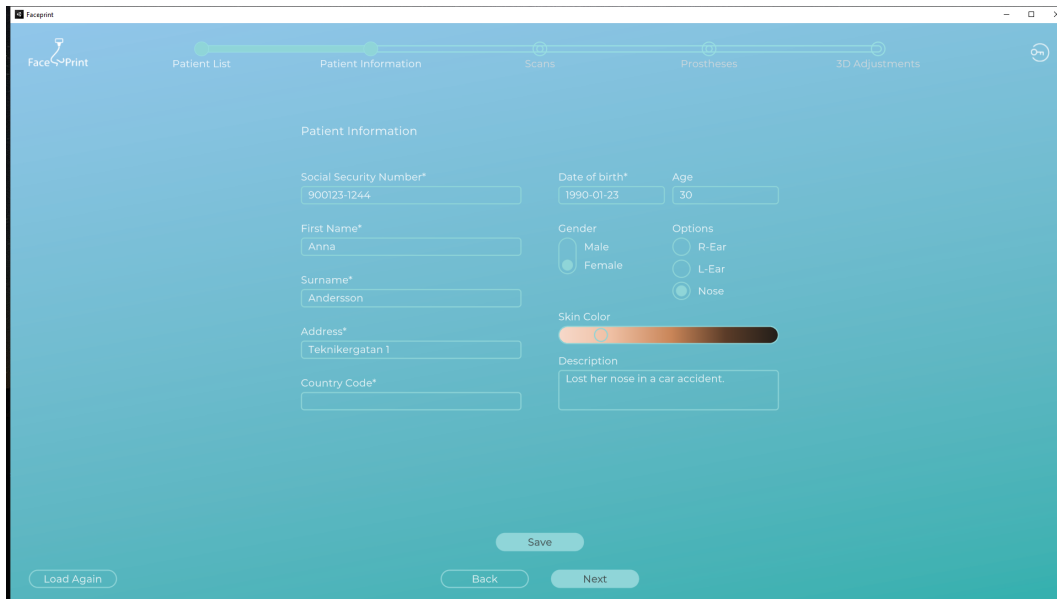 Faceprint
Face Print
Patient List
Patient Information
Scans
Prostheses
3D Adjustments
Patient Information
Social Security Number*
900123-1244
First Name*
Anna
Surname*
Andersson
Address*
Teknikergatan 1
Country Code*
Date of birth*
1990-01-23
Age
30
Gender
Male
Female
Options
R-Ear
L-Ear
Nose
Skin Color
Description
Lost her nose in a car accident.
Save
Load Again
Back
Next